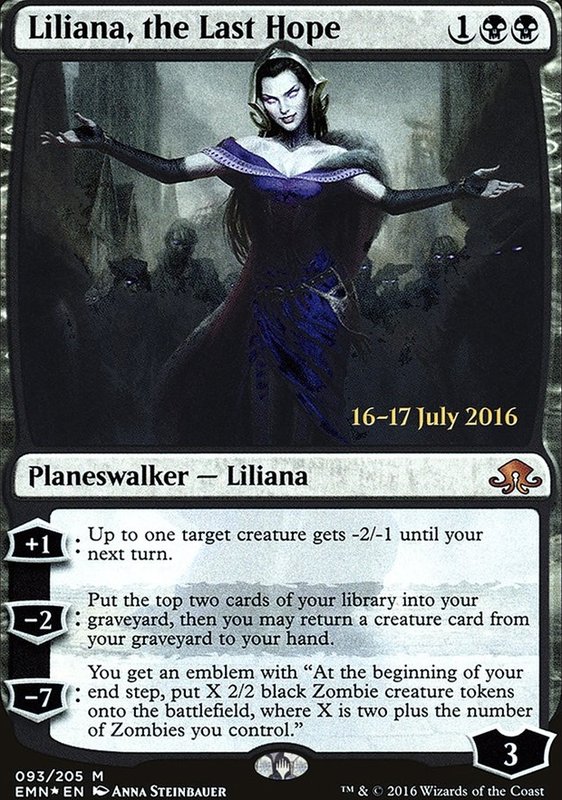 Liliana, the Last Hope 1
16–17 July 2016
Planeswalker — Liliana
+1 : Up to one target creature gets -2/-1 until your
next turn.
Put the top two cards of your library into your
−2 : graveyard, then you may return a creature card from
your graveyard to your hand.
You get an emblem with “At the beginning of your
−7 : end step, put X 2/2 black Zombie creature tokens
onto the battlefield, where X is two plus the number
of Zombies you control.”
3
093/205 M
EMN★EN Anna Steinbauer
™ & © 2016 Wizards of the Coast